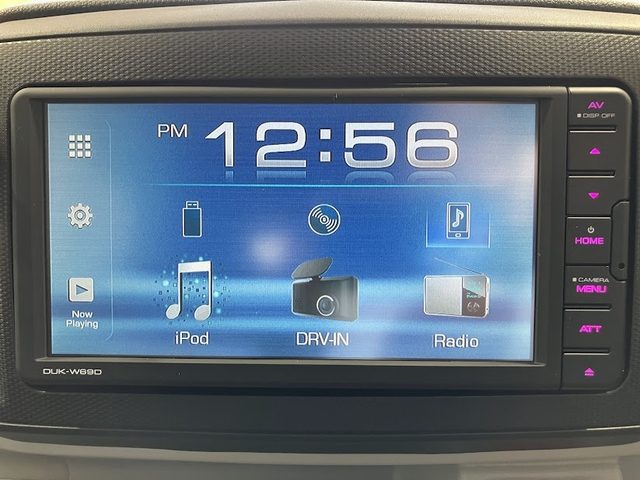 PM 12:56
Now
Playing
iPod
DRV-IN
Radio
DUK-W69D
AV
DISP OFF
HOME
CAMERA
MENU
ATT